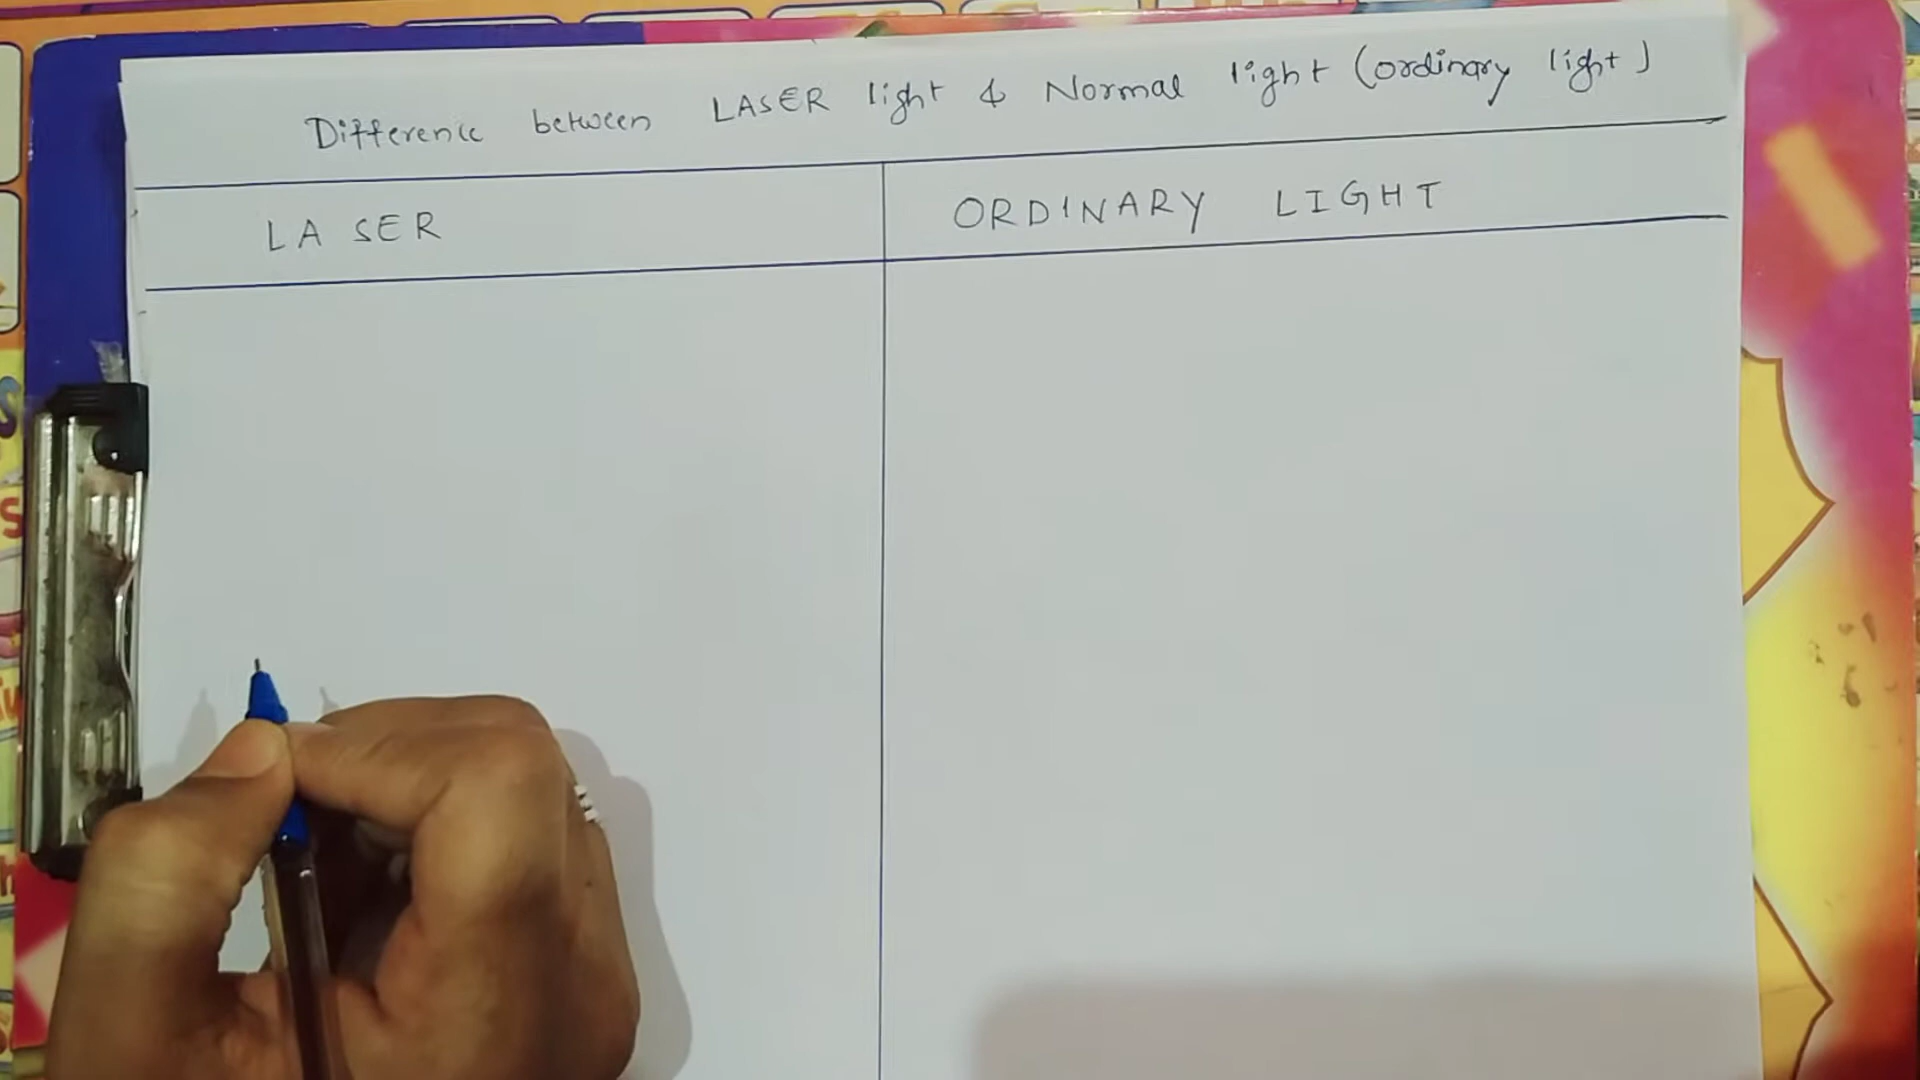 Difference between LASER light & Normal light (ordinary light)
LASER
ORDINARY LIGHT